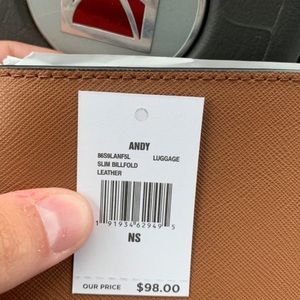 ANDY
86S9LANF5L LUGGAGE
SLIM BILLFOLD
LEATHER
1 91934 62949 5
NS
OUR PRICE $98.00